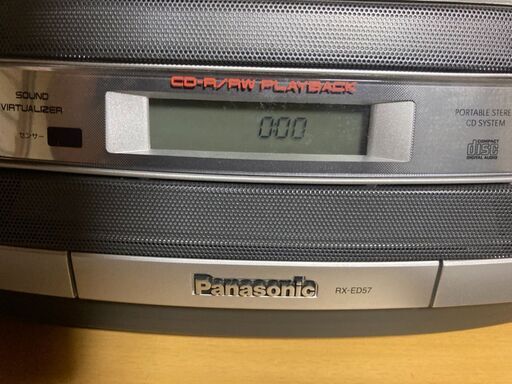 CD-R/RW PLAYBACK
SOUND
VIRTUALIZER
センサー
000
PORTABLE STERE
CD SYSTEM
COMPACT
disc
DIGITAL AUDIO
Panasonic
RX-ED57